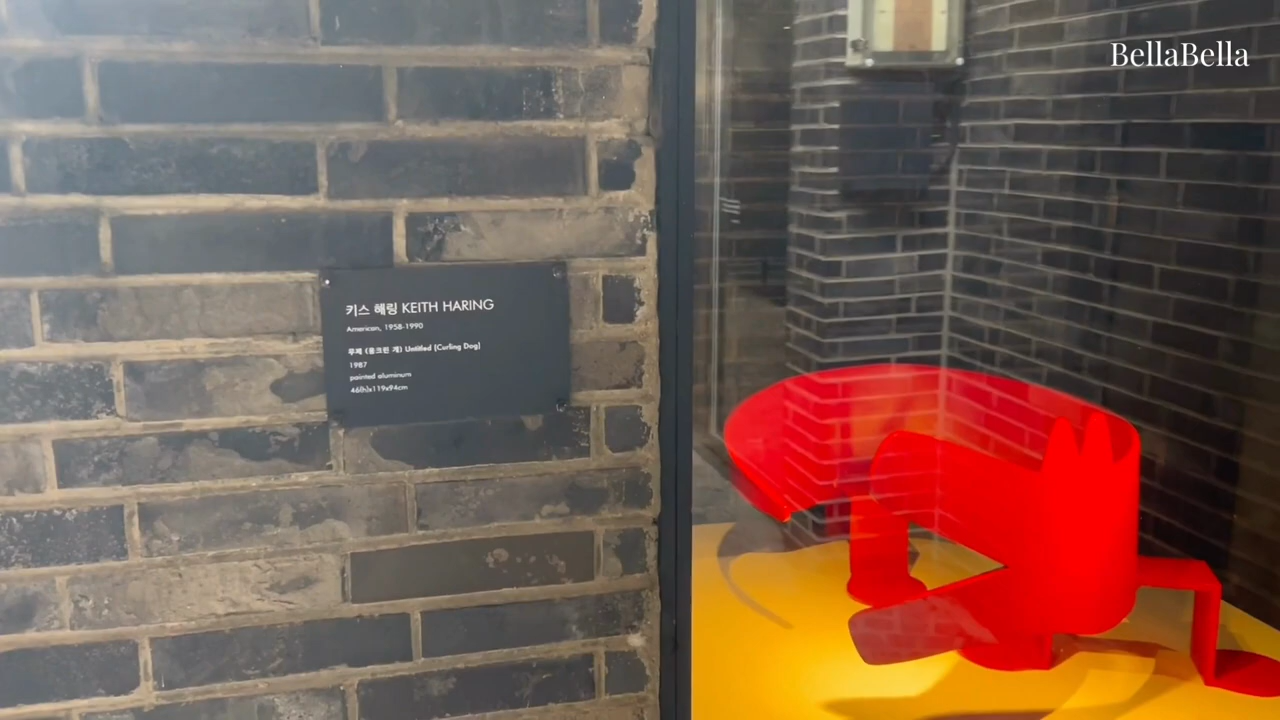 BellaBella
키스 해링 KEITH HARING
American, 1958-1990
무제 (웅크린 개) Untitled (Curling Dog)
1987
painted aluminum
46(h)x119x94cm